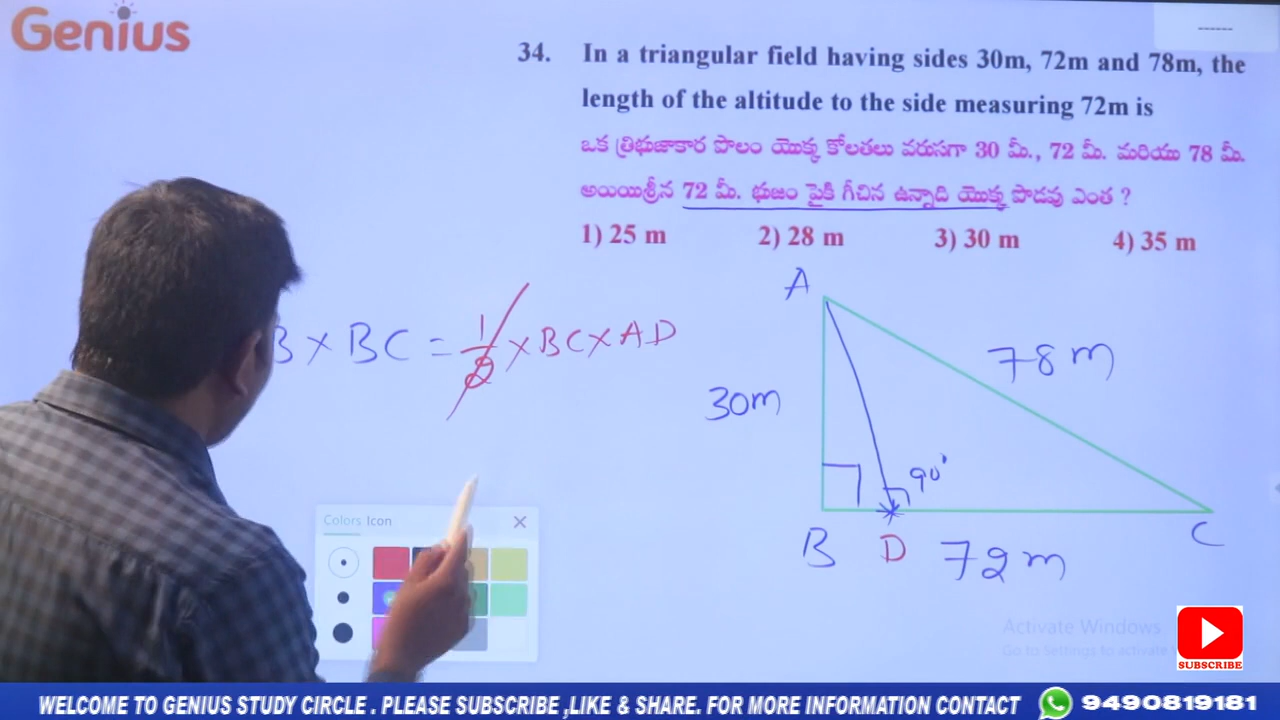 Genius
34. In a triangular field having sides 30m, 72m and 78m, the
length of the altitude to the side measuring 72m is
ఒక త్రిభుజాకార పొలం యొక్క కోలతలు వరుసగా 30 మీ., 72 మీ. మరియు 78 మీ.
అయియిశ్రీన 72 మీ. భుజం పైకి గీచిన ఉన్నాది యొక్క పొడవు ఎంత ?
1) 25 m 2) 28 m 3) 30 m 4) 35 m
A
B × BC = 1/2 × BC × AD
78 m
30m
90°
B D 72 m C
Colors Icon
Activate Windows
Go to Settings to activate
SUBSCRIBE
WELCOME TO GENIUS STUDY CIRCLE . PLEASE SUBSCRIBE ,LIKE & SHARE. FOR MORE INFORMATION CONTACT 9490819181